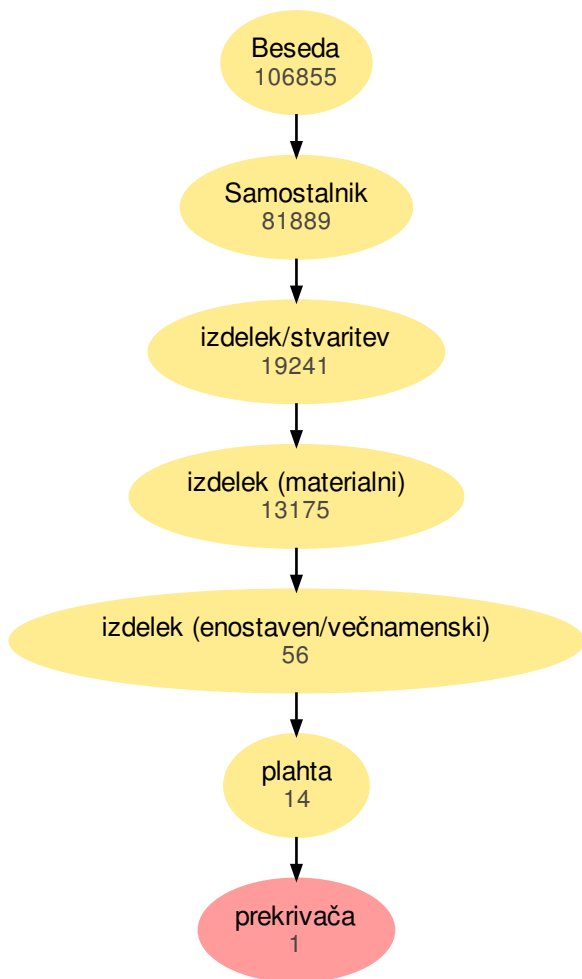 Beseda
106855
Samostalnik
81889
izdelek/stvaritev
19241
izdelek (materialni)
13175
izdelek (enostaven/večnamenski)
56
plahta
14
prekrivača
1